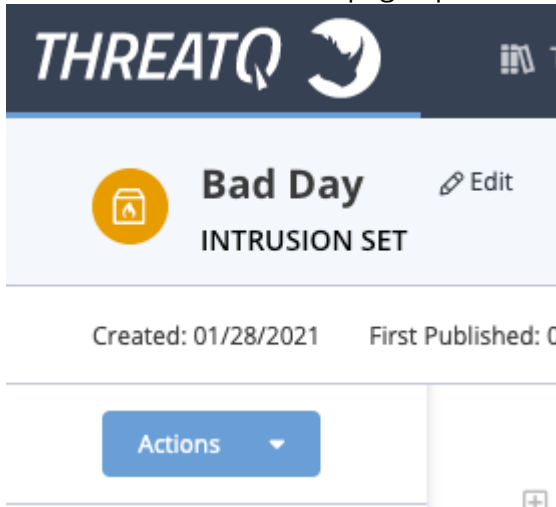 THREATQ
Bad Day
Edit
INTRUSION SET
Created: 01/28/2021 First Published:
Actions